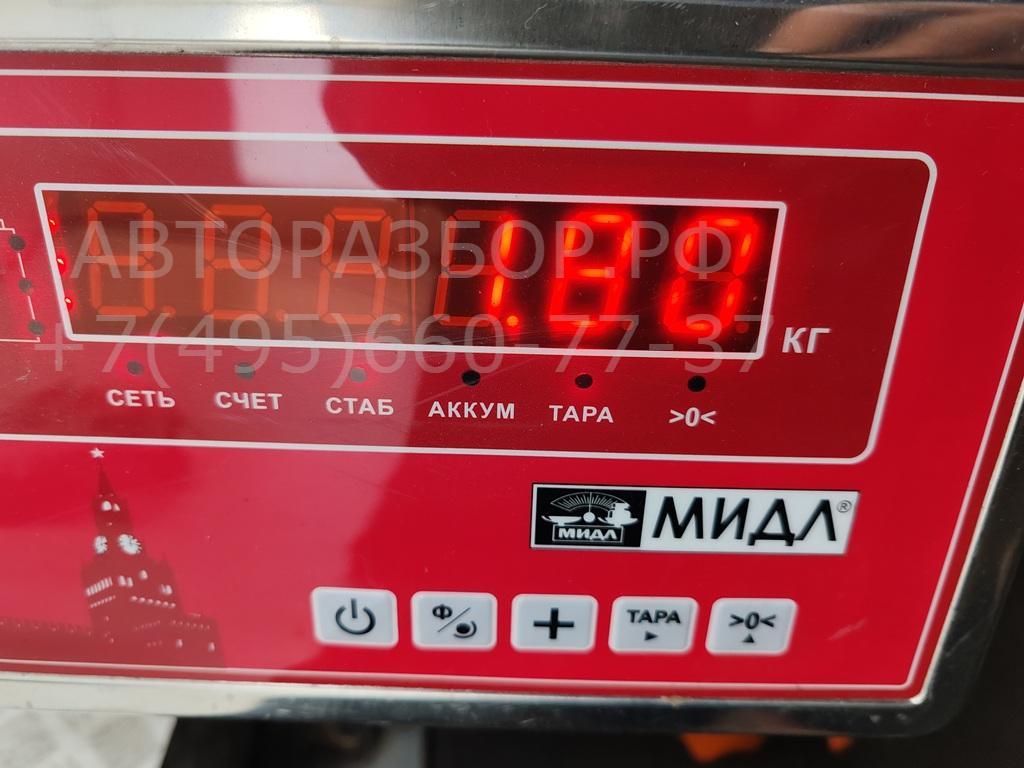 1.80
КГ
СЕТЬ СЧЕТ СТАБ АККУМ ТАРА >0<
АВТОРАЗБОР.РФ
+7(495)660-77-37
МИДЛ МИДЛ®
Ф + ТАРА >0<